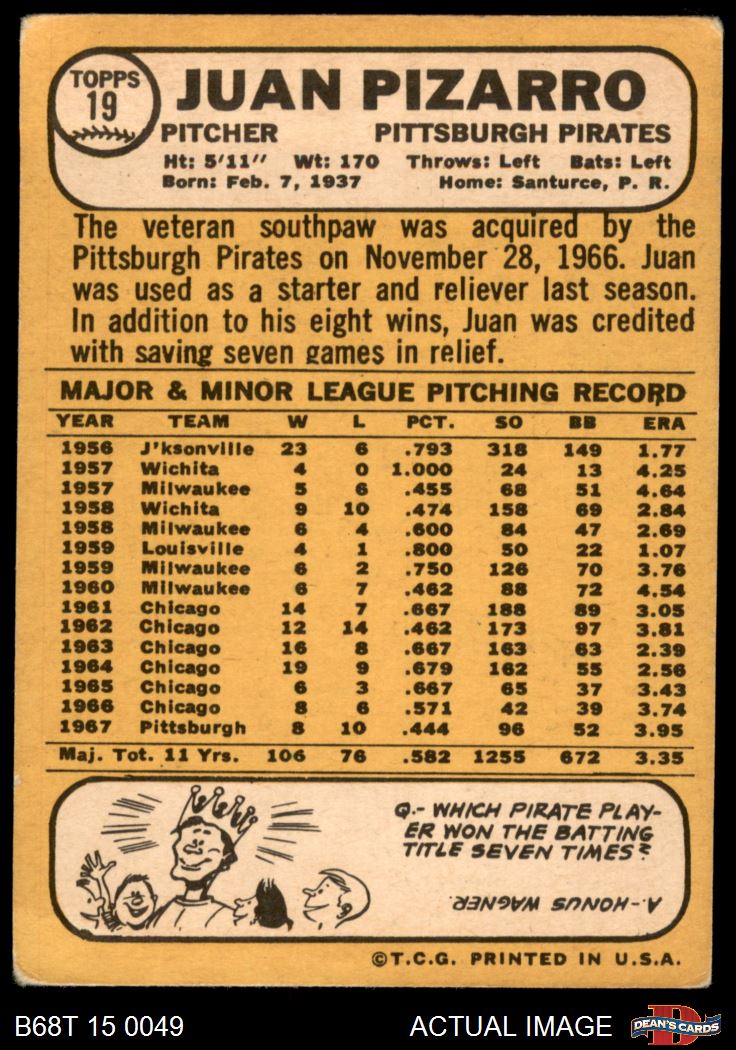 TOPPS
19
JUAN PIZARRO
PITCHER PITTSBURGH PIRATES
Ht: 5'11" Wt: 170 Throws: Left Bats: Left
Born: Feb. 7, 1937 Home: Santurce, P. R.
The veteran southpaw was acquired by the
Pittsburgh Pirates on November 28, 1966. Juan
was used as a starter and reliever last season.
In addition to his eight wins, Juan was credited
with saving seven games in relief.
MAJOR & MINOR LEAGUE PITCHING RECORD
YEAR TEAM W L PCT. SO BB ERA
1956 J'ksonville 23 6 .793 318 149 1.77
1957 Wichita 4 0 1.000 24 13 4.25
1957 Milwaukee 5 6 .455 68 51 4.64
1958 Wichita 9 10 .474 158 69 2.84
1958 Milwaukee 6 4 .600 84 47 2.69
1959 Louisville 4 1 .800 50 22 1.07
1959 Milwaukee 6 2 .750 126 70 3.76
1960 Milwaukee 6 7 .462 88 72 4.54
1961 Chicago 14 7 .667 188 89 3.05
1962 Chicago 12 14 .462 173 97 3.81
1963 Chicago 16 8 .667 163 63 2.39
1964 Chicago 19 9 .679 162 55 2.56
1965 Chicago 6 3 .667 65 37 3.43
1966 Chicago 8 6 .571 42 39 3.74
1967 Pittsburgh 8 10 .444 96 52 3.95
Maj. Tot. 11 Yrs. 106 76 .582 1255 672 3.35
Q.- WHICH PIRATE PLAY-
ER WON THE BATTING
TITLE SEVEN TIMES?
A.-HONUS WAGNER.
©T.C.G. PRINTED IN U.S.A.
B68T 15 0049 ACTUAL IMAGE DEAN'S CARDS